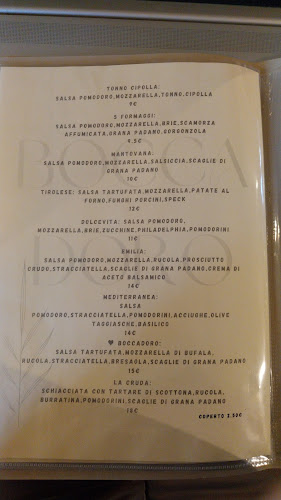 TONNO CIPOLLA:
SALSA POMODORO,MOZZARELLA,TONNO,CIPOLLA
9€
5 FORMAGGI:
SALSA POMODORO,MOZZARELLA,BRIE,SCAMORZA
AFFUMICATA,GRANA PADANO,GORGONZOLA
9.5€
MANTOVANA:
SALSA POMODORO,MOZZARELLA,SALSICCIA,SCAGLIE DI
GRANA PADANO
10€
TIROLESE: SALSA TARTUFATA,MOZZARELLA,PATATE AL
FORNO,FUNGHI PORCINI,SPECK
12€
DOLCEVITA: SALSA POMODORO,
MOZZARELLA,BRIE,ZUCCHINE,PHILADELPHIA,POMODORINI
11€
EMILIA:
SALSA POMODORO,MOZZARELLA,RUCOLA,PROSCIUTTO
CRUDO,STRACCIATELLA,SCAGLIE DI GRANA PADANO,CREMA DI
ACETO BALSAMICO
14€
MEDITERRANEA:
SALSA
POMODORO,STRACCIATELLA,POMODORINI,ACCIUGHE,OLIVE
TAGGIASCHE,BASILICO
14€
♥ BOCCADORO:
SALSA TARTUFATA,MOZZARELLA DI BUFALA,
RUCOLA,STRACCIATELLA,BRESAOLA,SCAGLIE DI GRANA PADANO
15€
LA CRUDA:
SCHIACCIATA CON TARTARE DI SCOTTONA,RUCOLA,
BURRATINA,POMODORINI,SCAGLIE DI GRANA PADANO
16€
COPERTO 2.50€
BOCCA
DORO